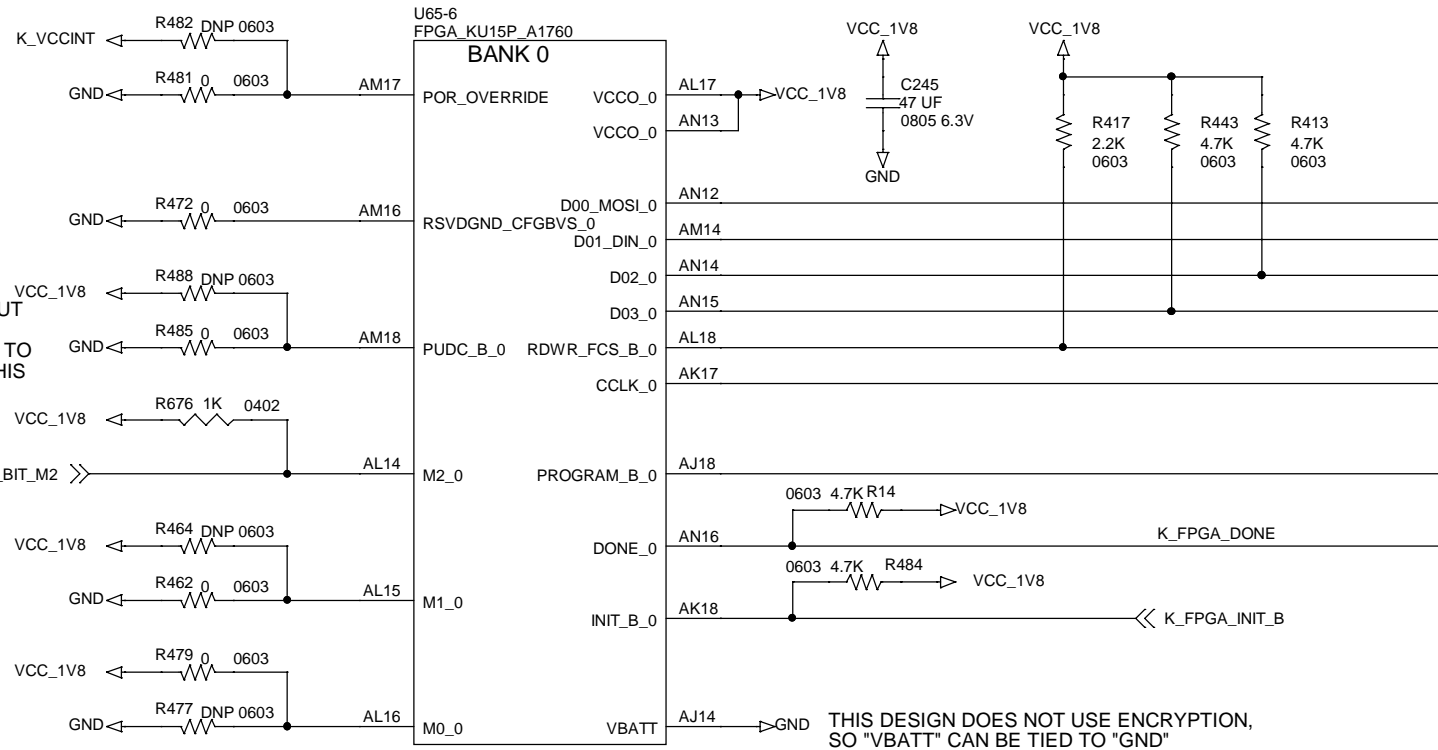 U65-6
FPGA_KU15P_A1760
BANK 0
R482 DNP 0603
K_VCCINT
R481 0 0603
GND
AM17
POR_OVERRIDE
R472 0 0603
GND
AM16
RSVDGND_CFGBVS_0
R488 DNP 0603
VCC_1V8
UT
R485 0 0603
TO
GND
HIS
AM18
PUDC_B_0
R676 1K 0402
VCC_1V8
_BIT_M2
AL14
M2_0
R464 DNP 0603
VCC_1V8
R462 0 0603
GND
AL15
M1_0
R479 0 0603
VCC_1V8
R477 DNP 0603
GND
AL16
M0_0
VCCO_0
AL17
VCC_1V8
VCCO_0
AN13
D00_MOSI_0
AN12
D01_DIN_0
AM14
D02_0
AN14
D03_0
AN15
RDWR_FCS_B_0
AL18
CCLK_0
AK17
PROGRAM_B_0
AJ18
0603 4.7K R14
VCC_1V8
DONE_0
AN16
K_FPGA_DONE
0603 4.7K R484
VCC_1V8
INIT_B_0
AK18
K_FPGA_INIT_B
VBATT
AJ14
GND
VCC_1V8
C245
47 UF
0805 6.3V
GND
VCC_1V8
R417
2.2K
0603
R443
4.7K
0603
R413
4.7K
0603
THIS DESIGN DOES NOT USE ENCRYPTION,
SO "VBATT" CAN BE TIED TO "GND"